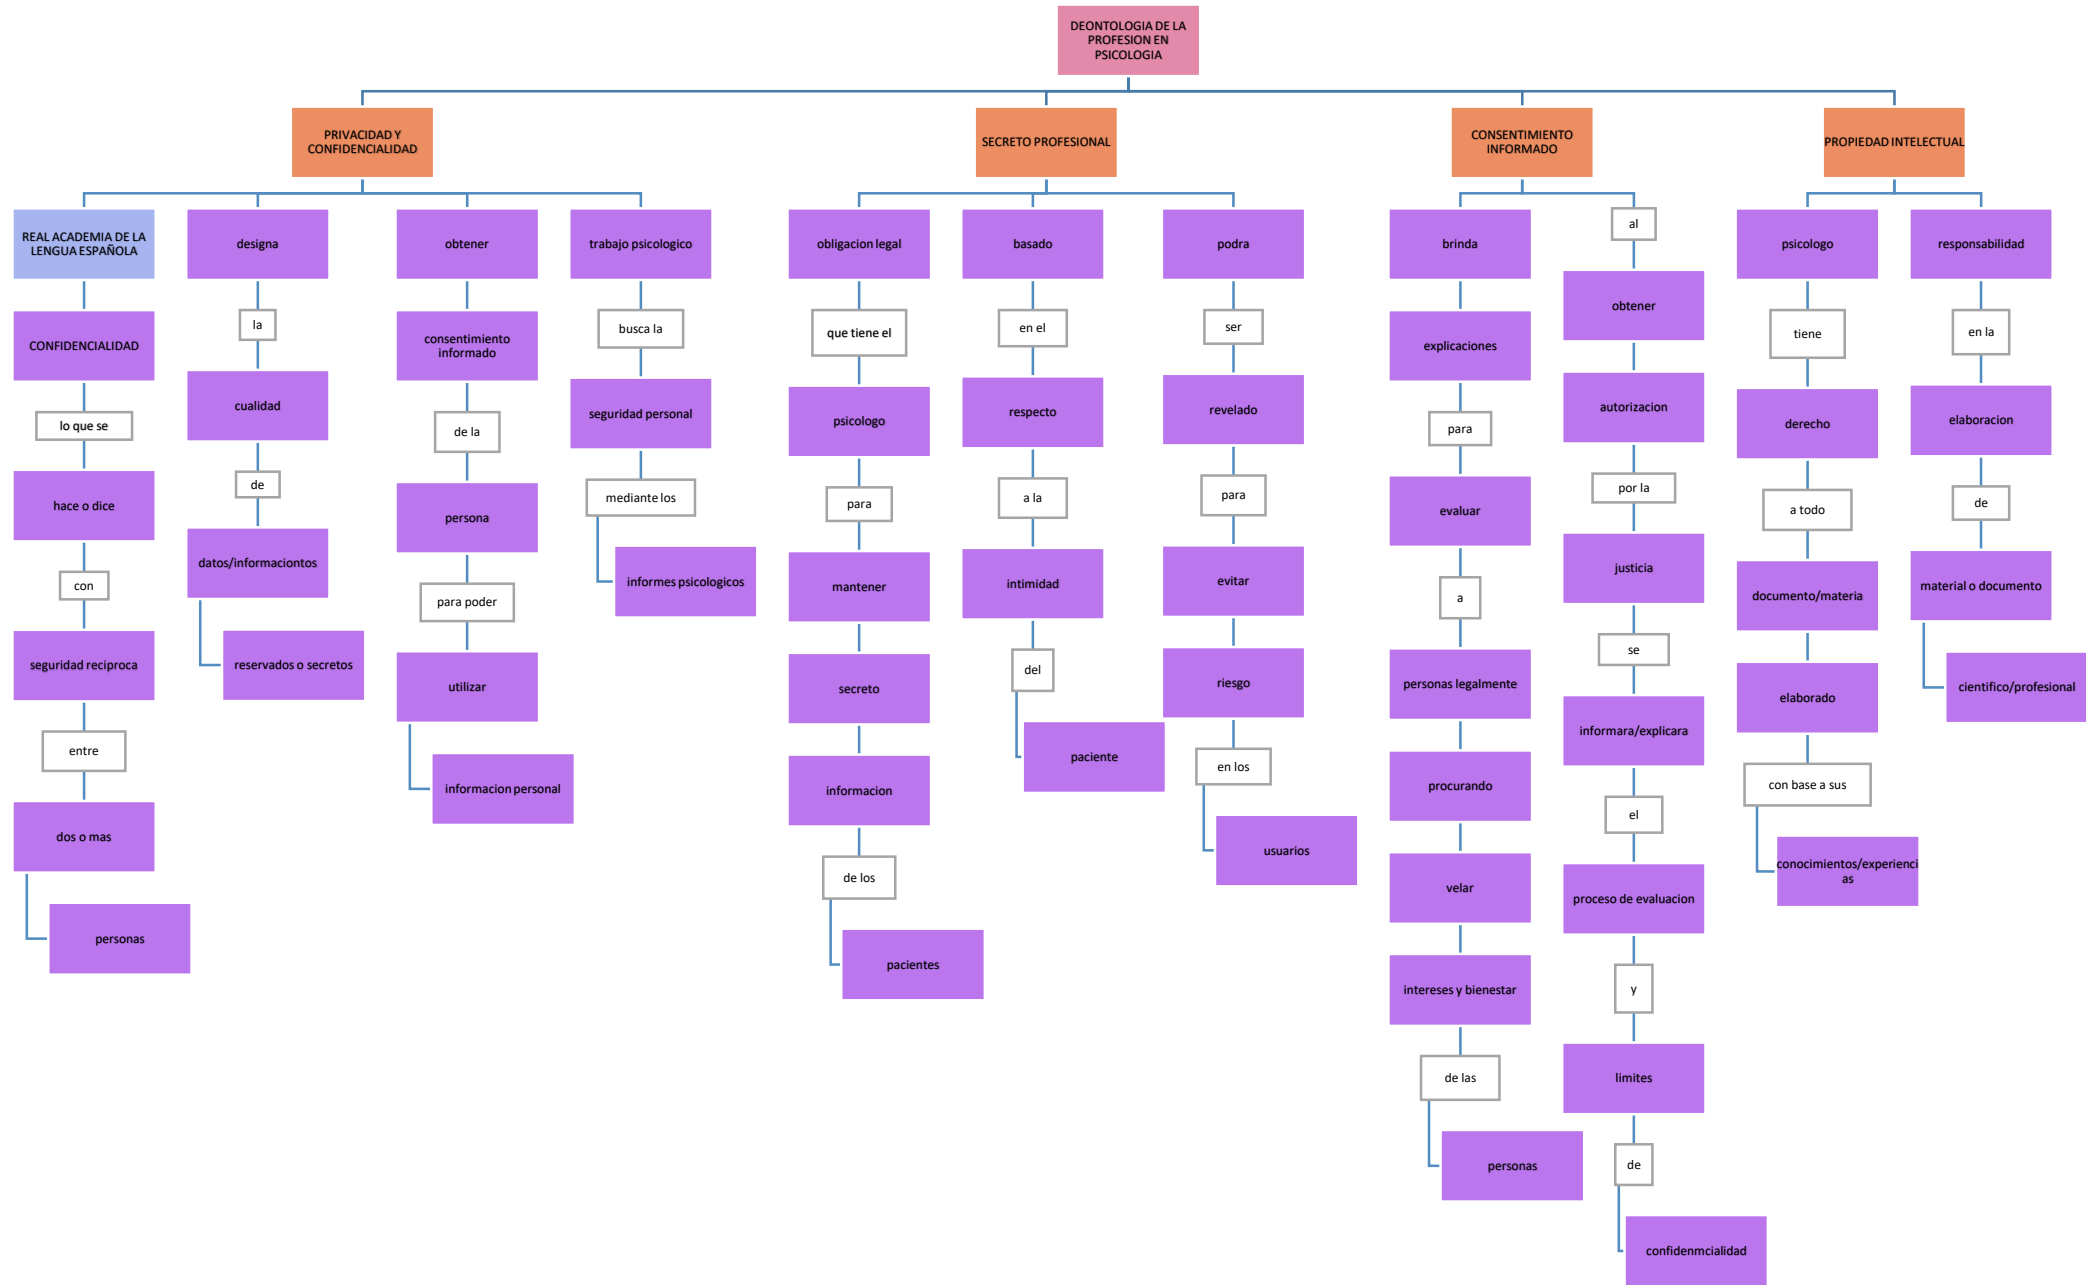 DEONTOLOGIA DE LA
PROFESION EN
PSICOLOGIA
PRIVACIDAD Y
CONFIDENCIALIDAD
REAL ACADEMIA DE LA
LENGUA ESPAÑOLA
CONFIDENCIALIDAD
lo que se
hace o dice
con
seguridad reciproca
entre
dos o mas
personas
designa
la
cualidad
de
datos/informaciontos
reservados o secretos
obtener
consentimiento
informado
de la
persona
para poder
utilizar
informacion personal
trabajo psicologico
busca la
seguridad personal
mediante los
informes psicologicos
SECRETO PROFESIONAL
obligacion legal
que tiene el
psicologo
para
mantener
secreto
informacion
de los
pacientes
basado
en el
respecto
a la
intimidad
del
paciente
podra
ser
revelado
para
evitar
riesgo
en los
usuarios
CONSENTIMIENTO
INFORMADO
brinda
explicaciones
para
evaluar
a
personas legalmente
procurando
velar
intereses y bienestar
de las
personas
al
obtener
autorizacion
por la
justicia
se
informara/explicara
el
proceso de evaluacion
y
limites
de
confidenmcialidad
PROPIEDAD INTELECTUAL
psicologo
tiene
derecho
a todo
documento/materia
elaborado
con base a sus
conocimientos/experienci
as
responsabilidad
en la
elaboracion
de
material o documento
cientifico/profesional